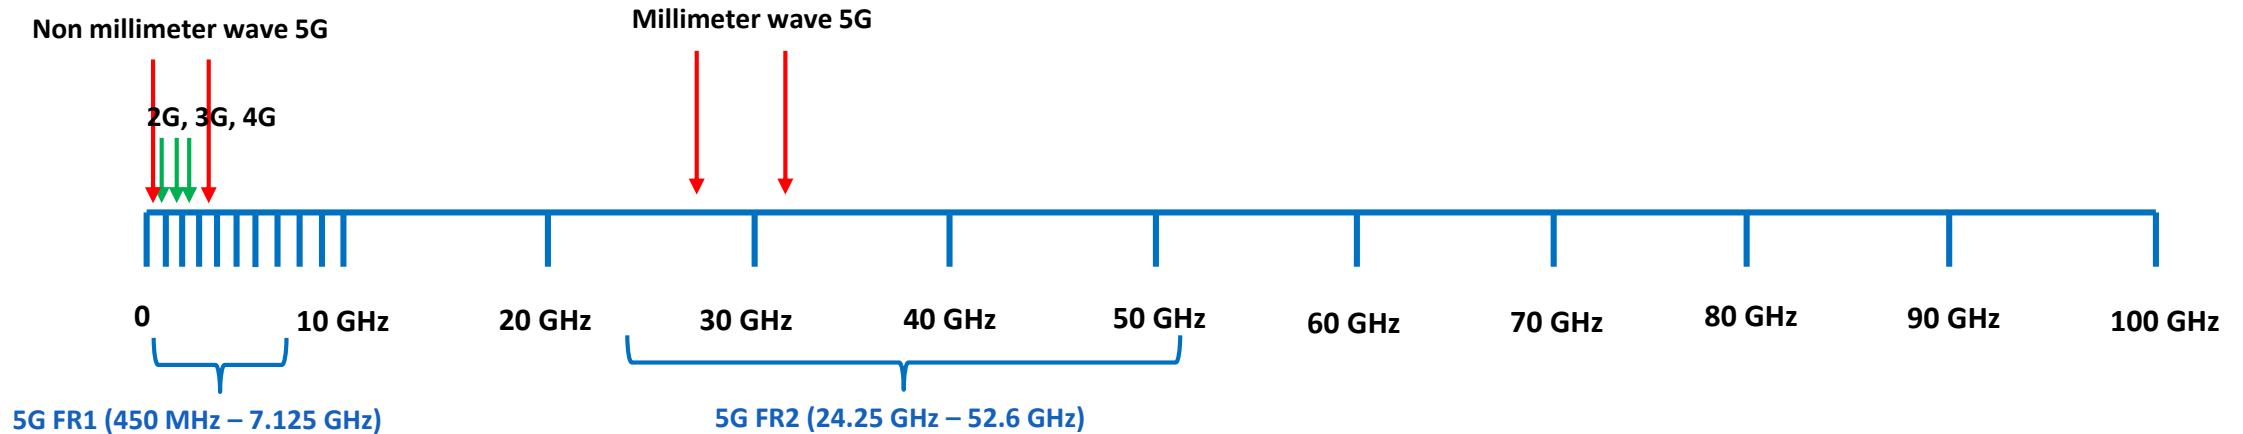 Non millimeter wave 5G
Millimeter wave 5G
2G, 3G, 4G
0
10 GHz
20 GHz
30 GHz
40 GHz
50 GHz
60 GHz
70 GHz
80 GHz
90 GHz
100 GHz
5G FR1 (450 MHz – 7.125 GHz)
5G FR2 (24.25 GHz – 52.6 GHz)